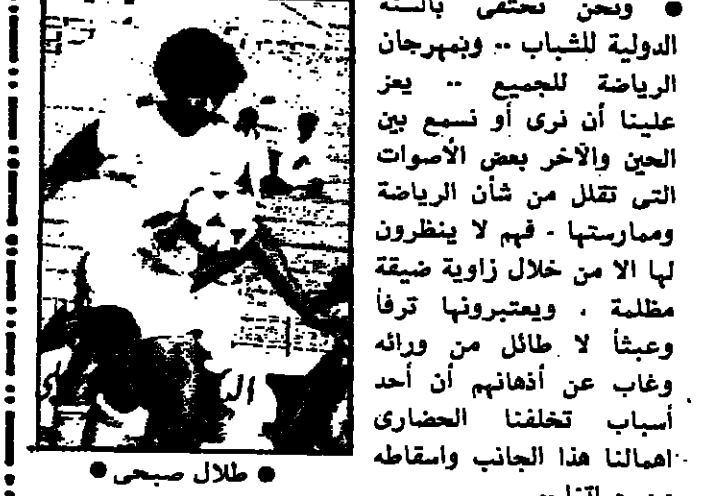 ● ونحن نحتفى بالسنة
الدولية للشباب .. وبمهرجان
الرياضة للجميع .. يعز
علينا أن نرى أو نسمع بين
الحين والآخر بعض الأصوات
التى تقلل من شأن الرياضة
وممارستها . فهم لا ينظرون
لها الا من خلال زاوية ضيقة
مظلمة . ويعتبرونها ترفاً
وعبثاً لا طائل من ورائه
وغاب عن أذهانهم أن أحد
أسباب تخلفنا الحضارى
اهمالنا هذا الجانب واسقاطه
● طلال صبحى ●